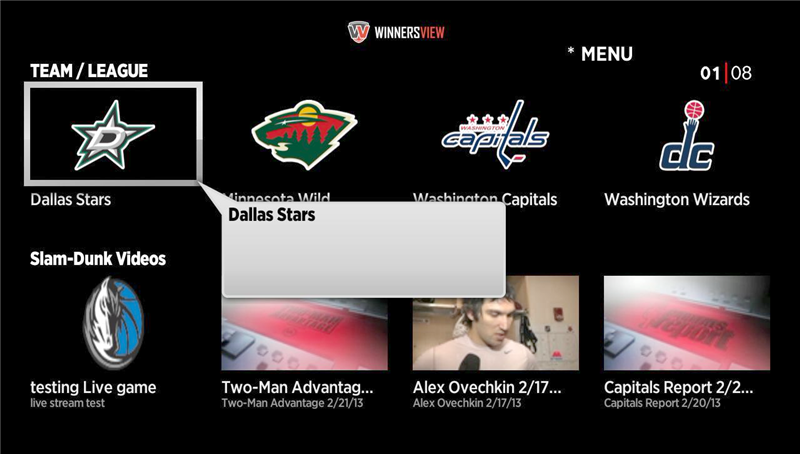 WINNERSVIEW
* MENU
TEAM / LEAGUE
01 | 08
WASHINGTON
capitals
dc
Dallas Stars
Minnesota Wild
Washington Capitals
Washington Wizards
Dallas Stars
Slam-Dunk Videos
testing Live game
live stream test
Two-Man Advantag...
Two-Man Advantage 2/21/13
Alex Ovechkin 2/17...
Alex Ovechkin 2/17/13
Capitals Report 2/2...
Capitals Report 2/20/13